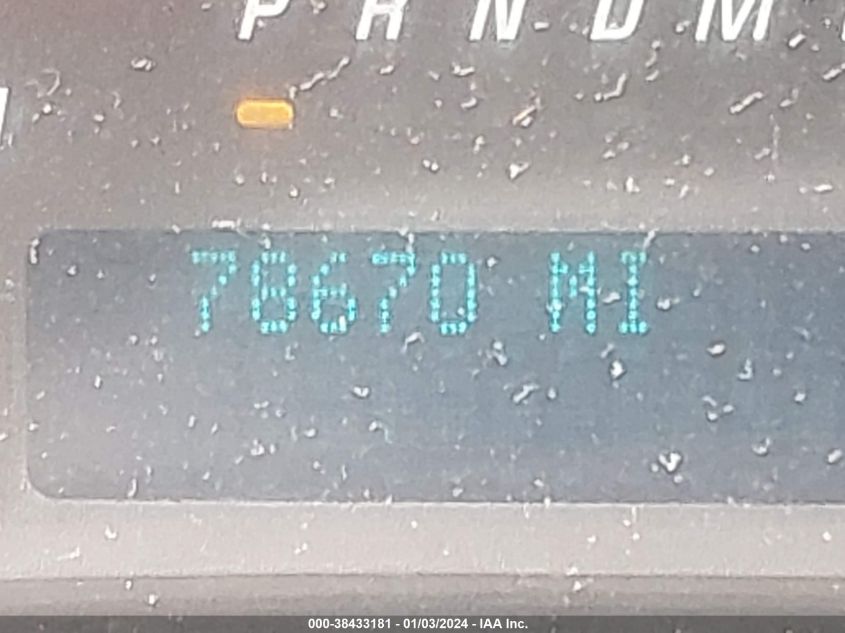 P R N D M
78670 MI
000-38433181 - 01/03/2024 - IAA Inc.